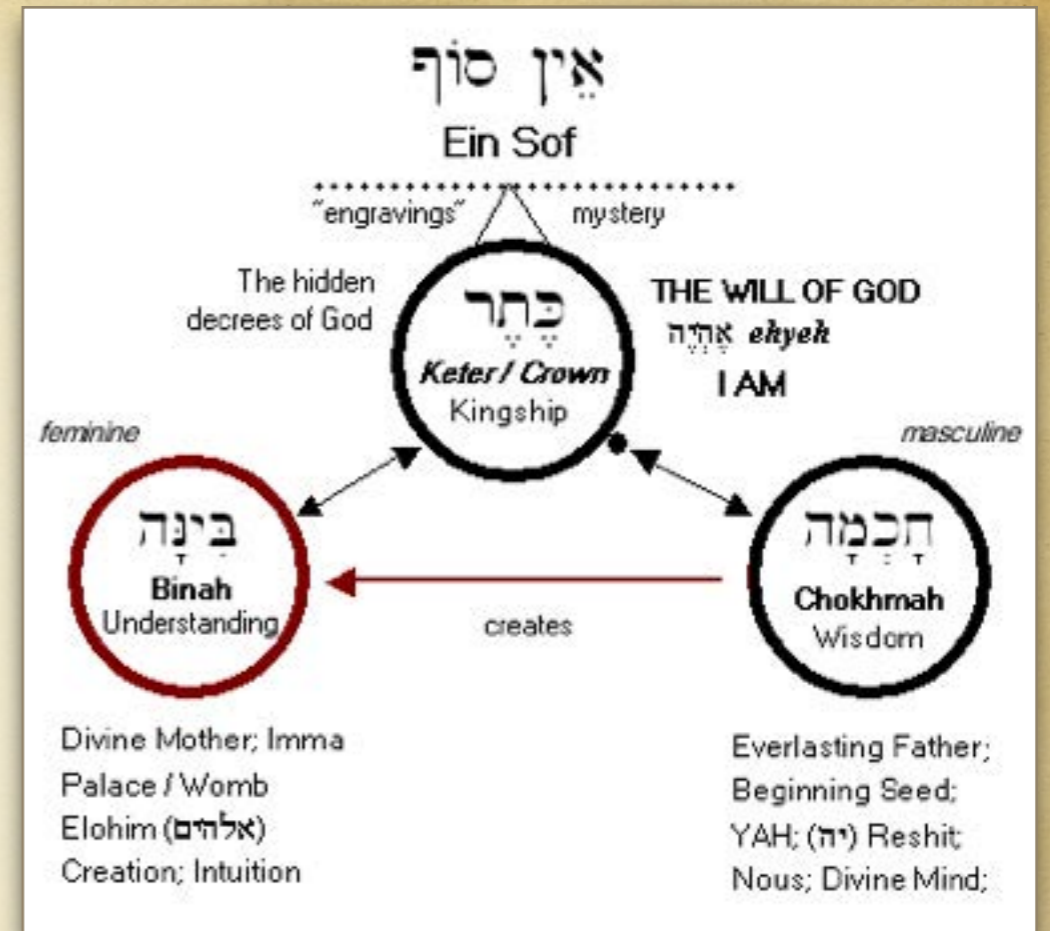 אֵין סוֹף
Ein Sof
"engravings" mystery
The hidden
decrees of God
THE WILL OF GOD
אֶהְיֶה ehyeh
I AM
כֶּתֶר
Keter / Crown
Kingship
feminine
masculine
בִּינָה
Binah
Understanding
creates
חָכְמָה
Chokhmah
Wisdom
Divine Mother; Imma
Palace / Womb
Elohim (אלהים)
Creation; Intuition
Everlasting Father;
Beginning Seed;
YAH; (יה) Reshit;
Nous; Divine Mind;